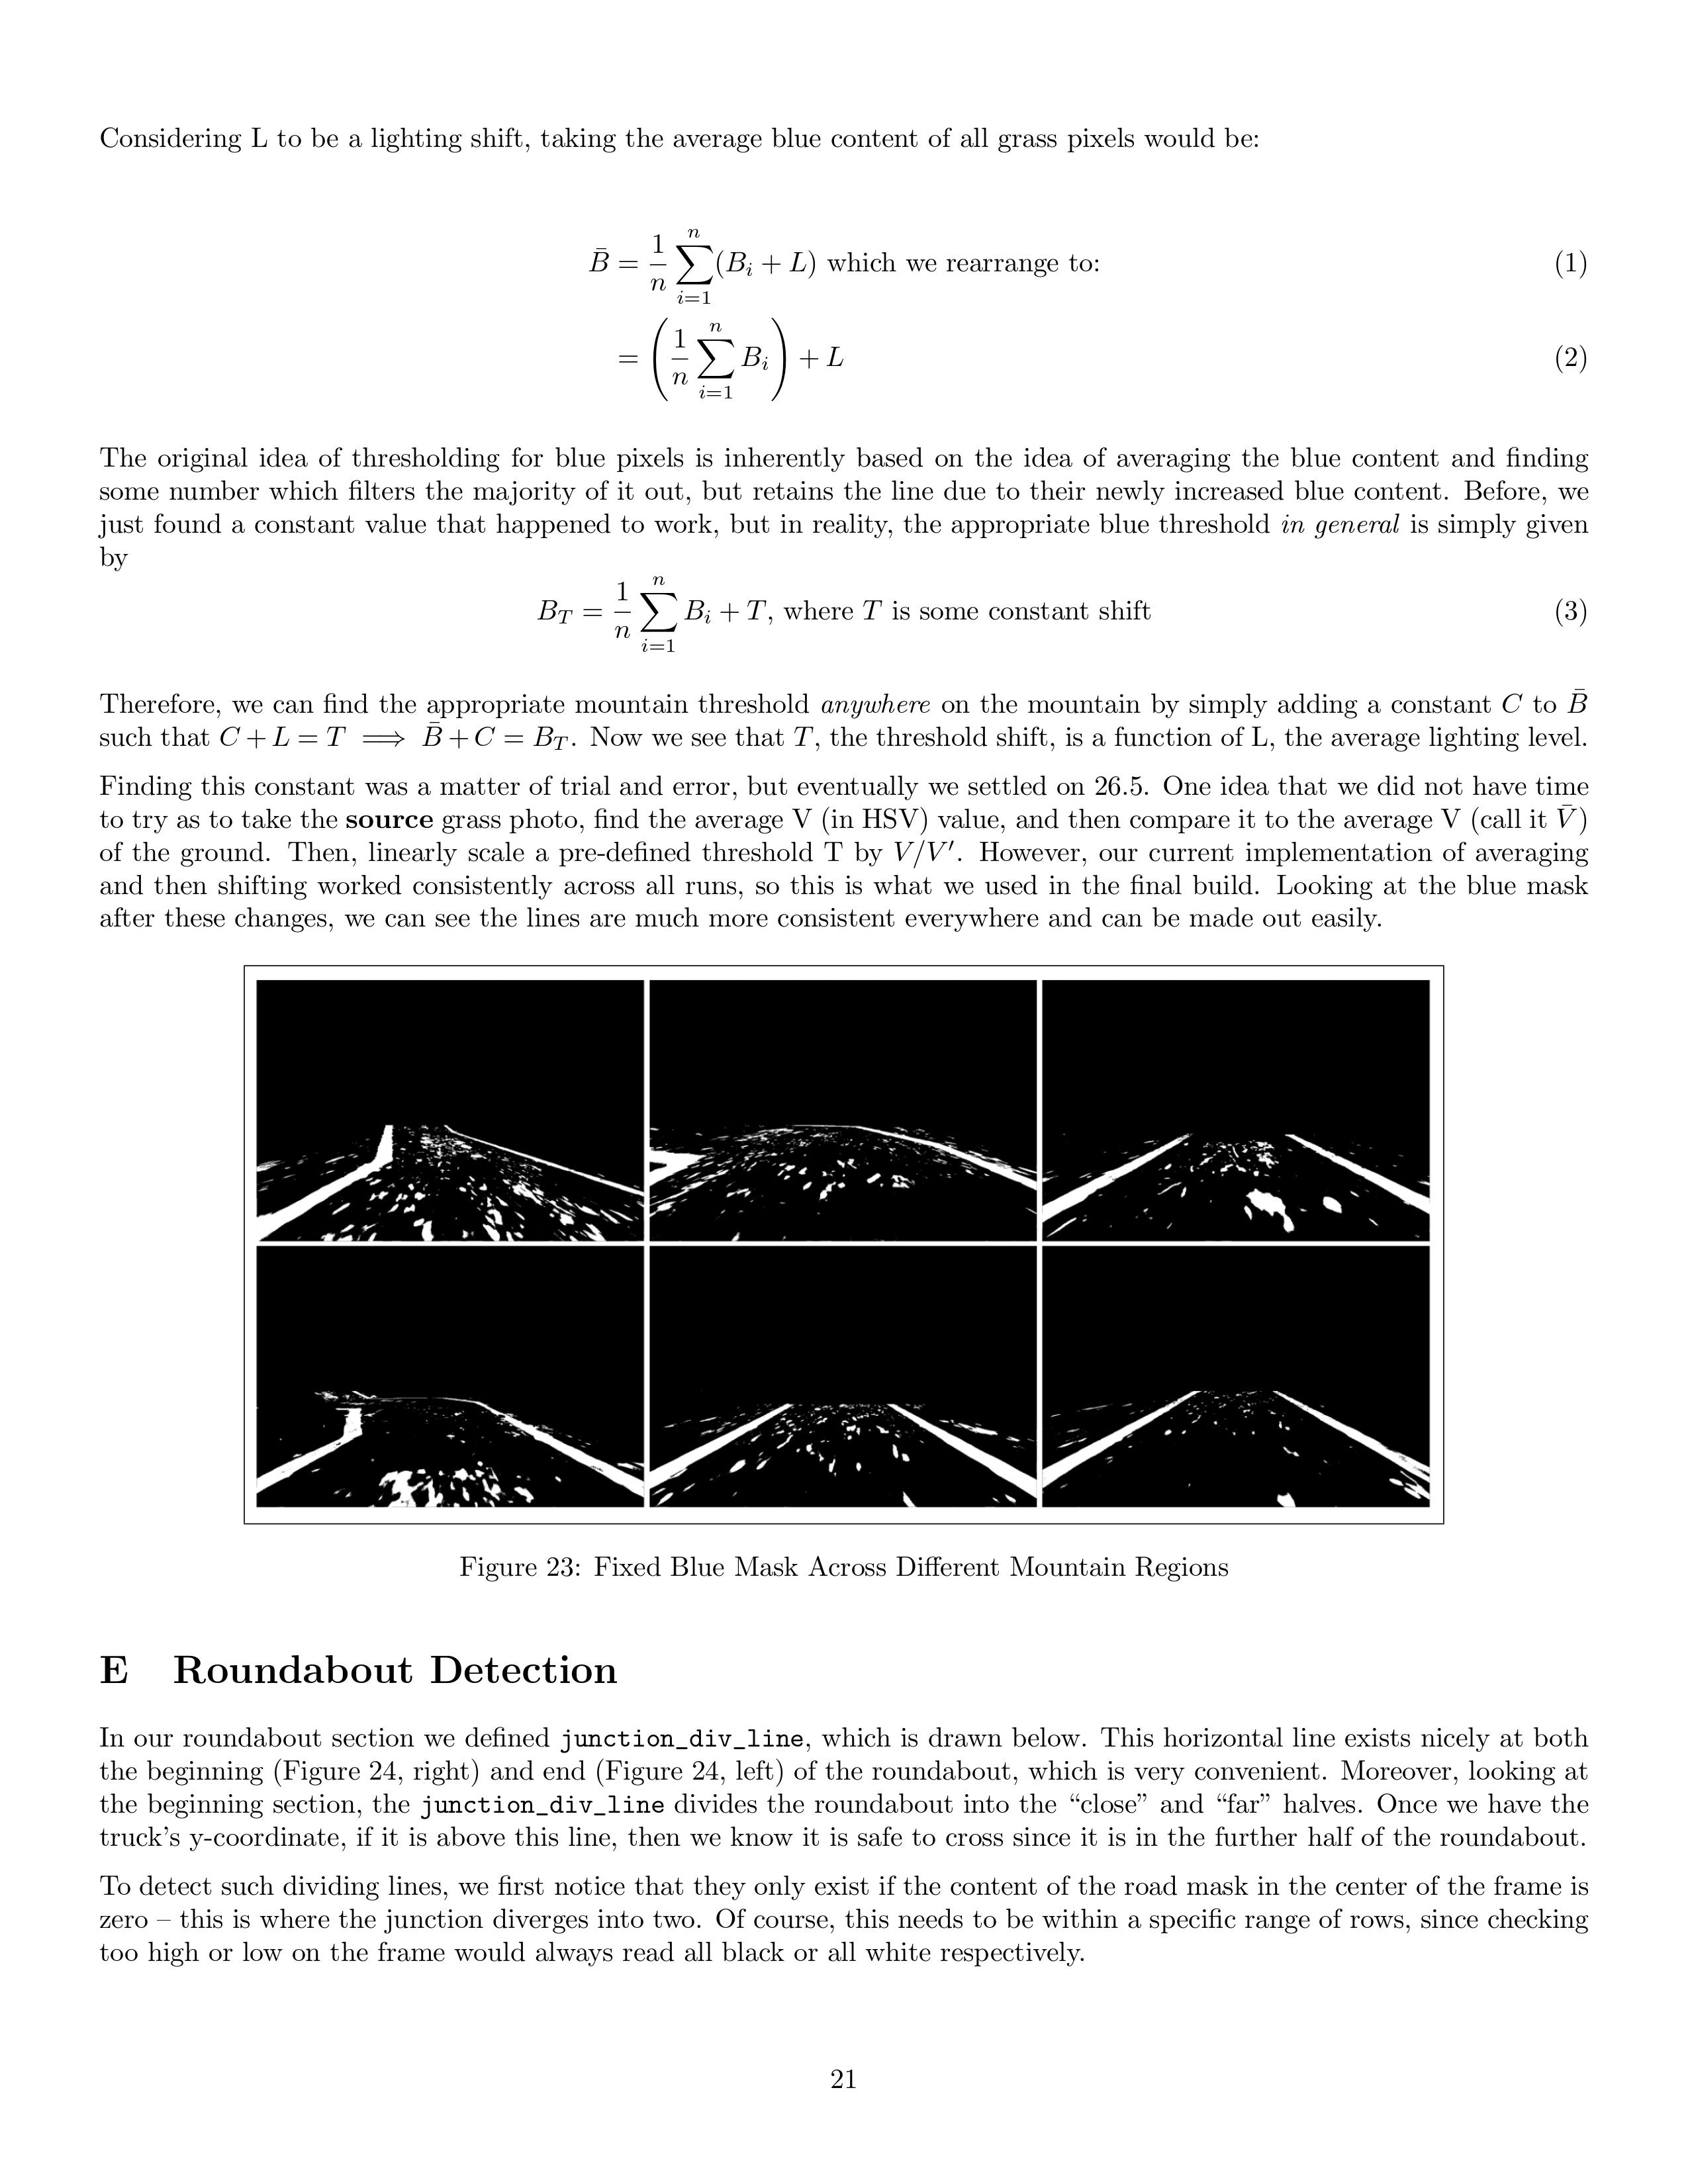 Considering L to be a lighting shift, taking the average blue content of all grass pixels would be:
B̄ = 1/n ∑_{i=1}^{n} (B_i + L) which we rearrange to: (1)
= (1/n ∑_{i=1}^{n} B_i) + L (2)
The original idea of thresholding for blue pixels is inherently based on the idea of averaging the blue content and finding
some number which filters the majority of it out, but retains the line due to their newly increased blue content. Before, we
just found a constant value that happened to work, but in reality, the appropriate blue threshold in general is simply given
by
B_T = 1/n ∑_{i=1}^{n} B_i + T, where T is some constant shift (3)
Therefore, we can find the appropriate mountain threshold anywhere on the mountain by simply adding a constant C to B̄
such that C + L = T ⟹ B̄ + C = B_T. Now we see that T, the threshold shift, is a function of L, the average lighting level.
Finding this constant was a matter of trial and error, but eventually we settled on 26.5. One idea that we did not have time
to try as to take the source grass photo, find the average V (in HSV) value, and then compare it to the average V (call it V̄)
of the ground. Then, linearly scale a pre-defined threshold T by V/V′. However, our current implementation of averaging
and then shifting worked consistently across all runs, so this is what we used in the final build. Looking at the blue mask
after these changes, we can see the lines are much more consistent everywhere and can be made out easily.
Figure 23: Fixed Blue Mask Across Different Mountain Regions
E Roundabout Detection
In our roundabout section we defined junction_div_line, which is drawn below. This horizontal line exists nicely at both
the beginning (Figure 24, right) and end (Figure 24, left) of the roundabout, which is very convenient. Moreover, looking at
the beginning section, the junction_div_line divides the roundabout into the “close” and “far” halves. Once we have the
truck’s y-coordinate, if it is above this line, then we know it is safe to cross since it is in the further half of the roundabout.
To detect such dividing lines, we first notice that they only exist if the content of the road mask in the center of the frame is
zero – this is where the junction diverges into two. Of course, this needs to be within a specific range of rows, since checking
too high or low on the frame would always read all black or all white respectively.
21